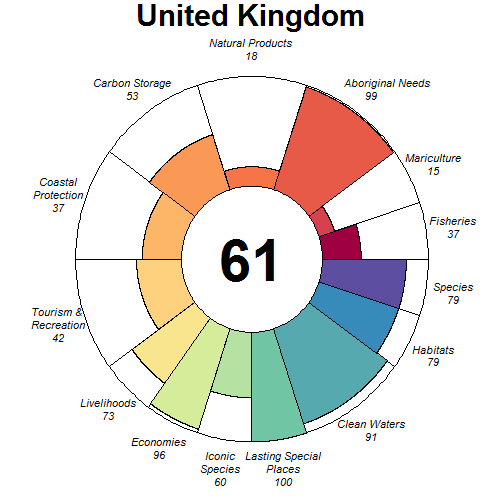 United Kingdom
Natural Products
18
Carbon Storage
53
Aboriginal Needs
99
Mariculture
15
Coastal
Protection
37
Fisheries
37
61
Species
79
Tourism &
Recreation
42
Habitats
79
Livelihoods
73
Clean Waters
91
Economies
96
Iconic
Species
60
Lasting Special
Places
100